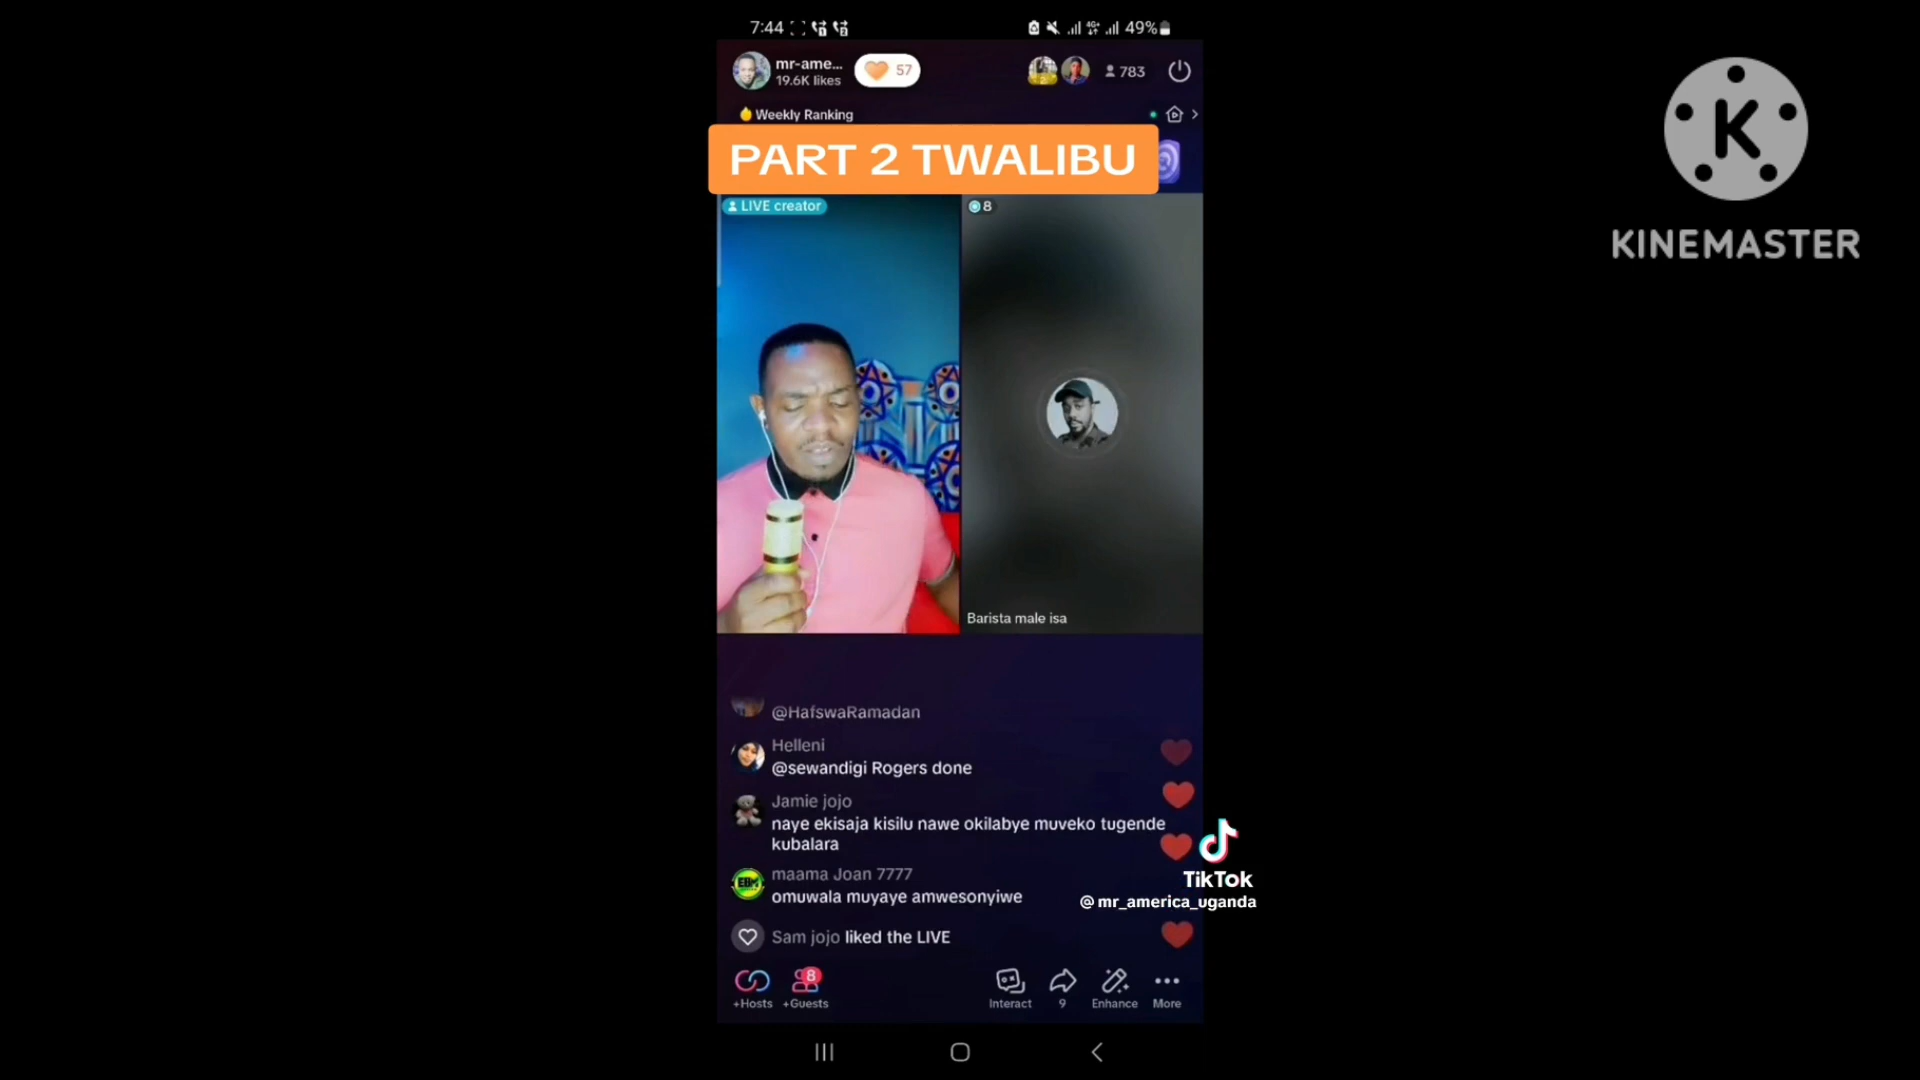 7:44
49%
mr-ame...
19.6K likes
57
783
Weekly Ranking
PART 2 TWALIBU
LIVE creator
8
Barista male isa
@HafswaRamadan
Helleni
@sewandigi Rogers done
Jamie jojo
naye ekisaja kisilu nawe okilabye muveko tugende
kubalara
maama Joan 7777
omuwala muyaye amwesonyiwe
Sam jojo liked the LIVE
8
+Hosts
+Guests
Interact
9
Enhance
More
TikTok
@mr_america_uganda
K
KINEMASTER